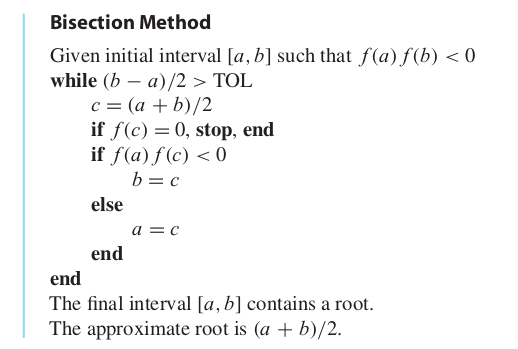 Bisection Method
Given initial interval [a, b] such that f(a) f(b) < 0
while (b − a)/2 > TOL
c = (a + b)/2
if f(c) = 0, stop, end
if f(a) f(c) < 0
b = c
else
a = c
end
end
The final interval [a, b] contains a root.
The approximate root is (a + b)/2.